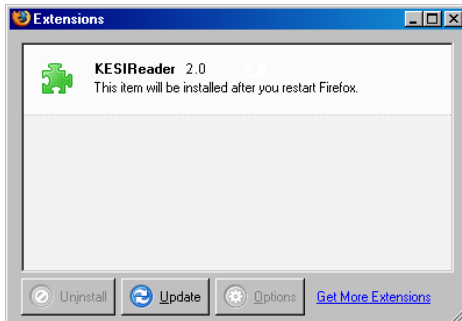 Extensions
KESIReader 2.0
This item will be installed after you restart Firefox.
Uninstall Update Options Get More Extensions